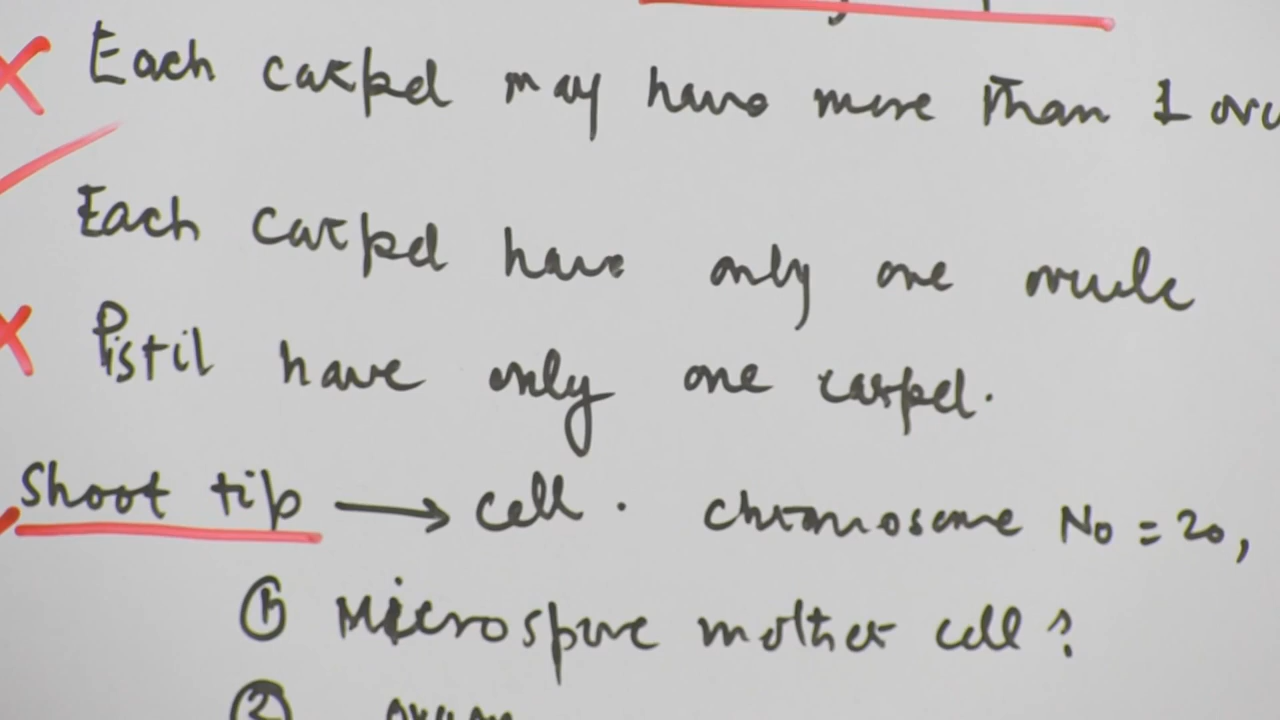 Each carpel may have more than 1
Each carpel have only one ovule
Pistil have only one carpel.
Shoot tip → cell. chromosome No = 20,
① Microspore mother cell ?
②